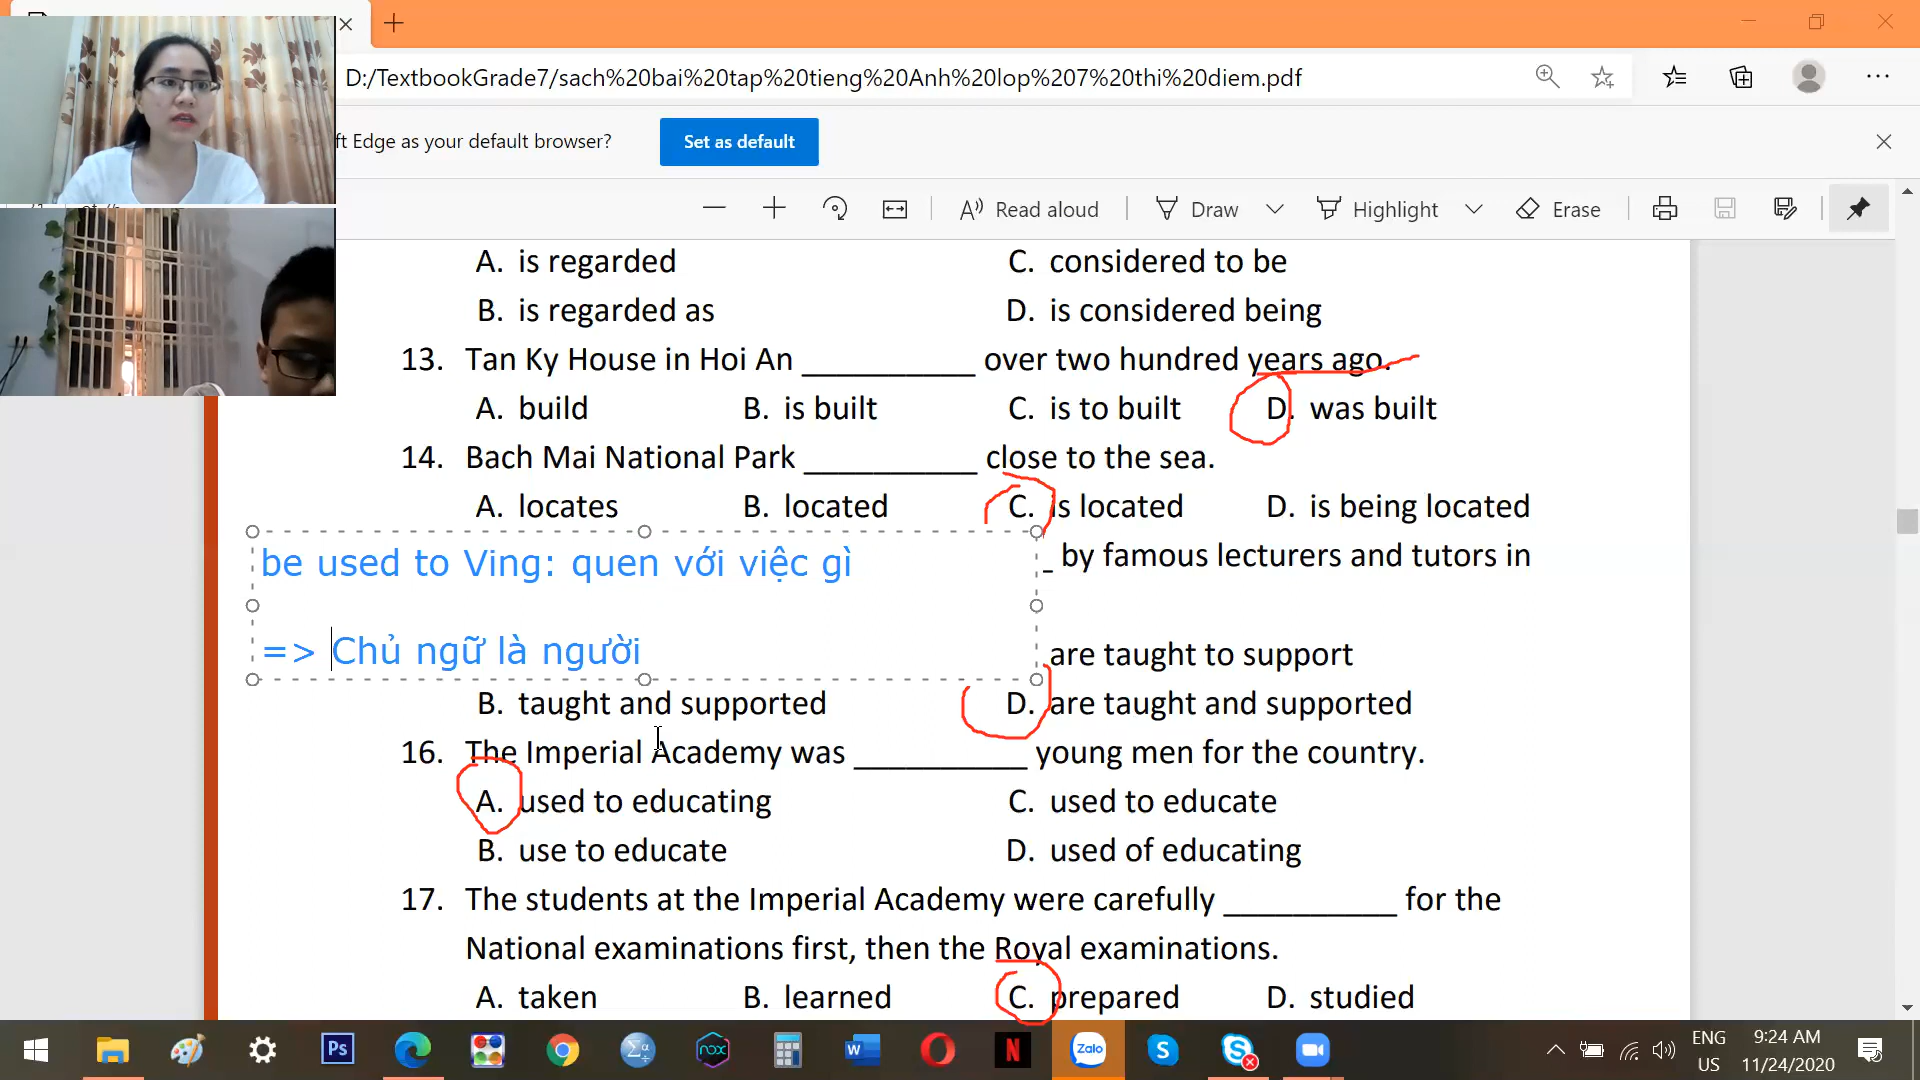 D:/TextbookGrade7/sach%20bai%20tap%20tieng%20Anh%20lop%207%20thi%20diem.pdf
ft Edge as your default browser?
Set as default
Read aloud
Draw
Highlight
Erase
A. is regarded
C. considered to be
B. is regarded as
D. is considered being
13. Tan Ky House in Hoi An __________ over two hundred years ago.
A. build
B. is built
C. is to built
D. was built
14. Bach Mai National Park __________ close to the sea.
A. locates
B. located
C. is located
D. is being located
be used to Ving: quen với việc gì
_ by famous lecturers and tutors in
=> Chủ ngữ là người
are taught to support
B. taught and supported
D. are taught and supported
16. The Imperial Academy was __________ young men for the country.
A. used to educating
C. used to educate
B. use to educate
D. used of educating
17. The students at the Imperial Academy were carefully __________ for the
National examinations first, then the Royal examinations.
A. taken
B. learned
C. prepared
D. studied
Ps
nox
W
N
Zalo
S
S
ENG
US
9:24 AM
11/24/2020